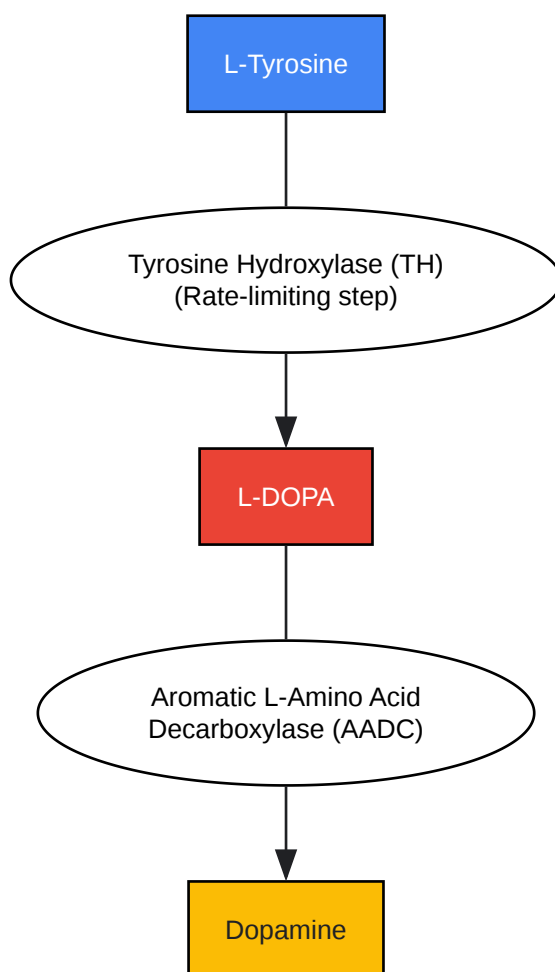 L-Tyrosine
Tyrosine Hydroxylase (TH)
(Rate-limiting step)
L-DOPA
Aromatic L-Amino Acid
Decarboxylase (AADC)
Dopamine